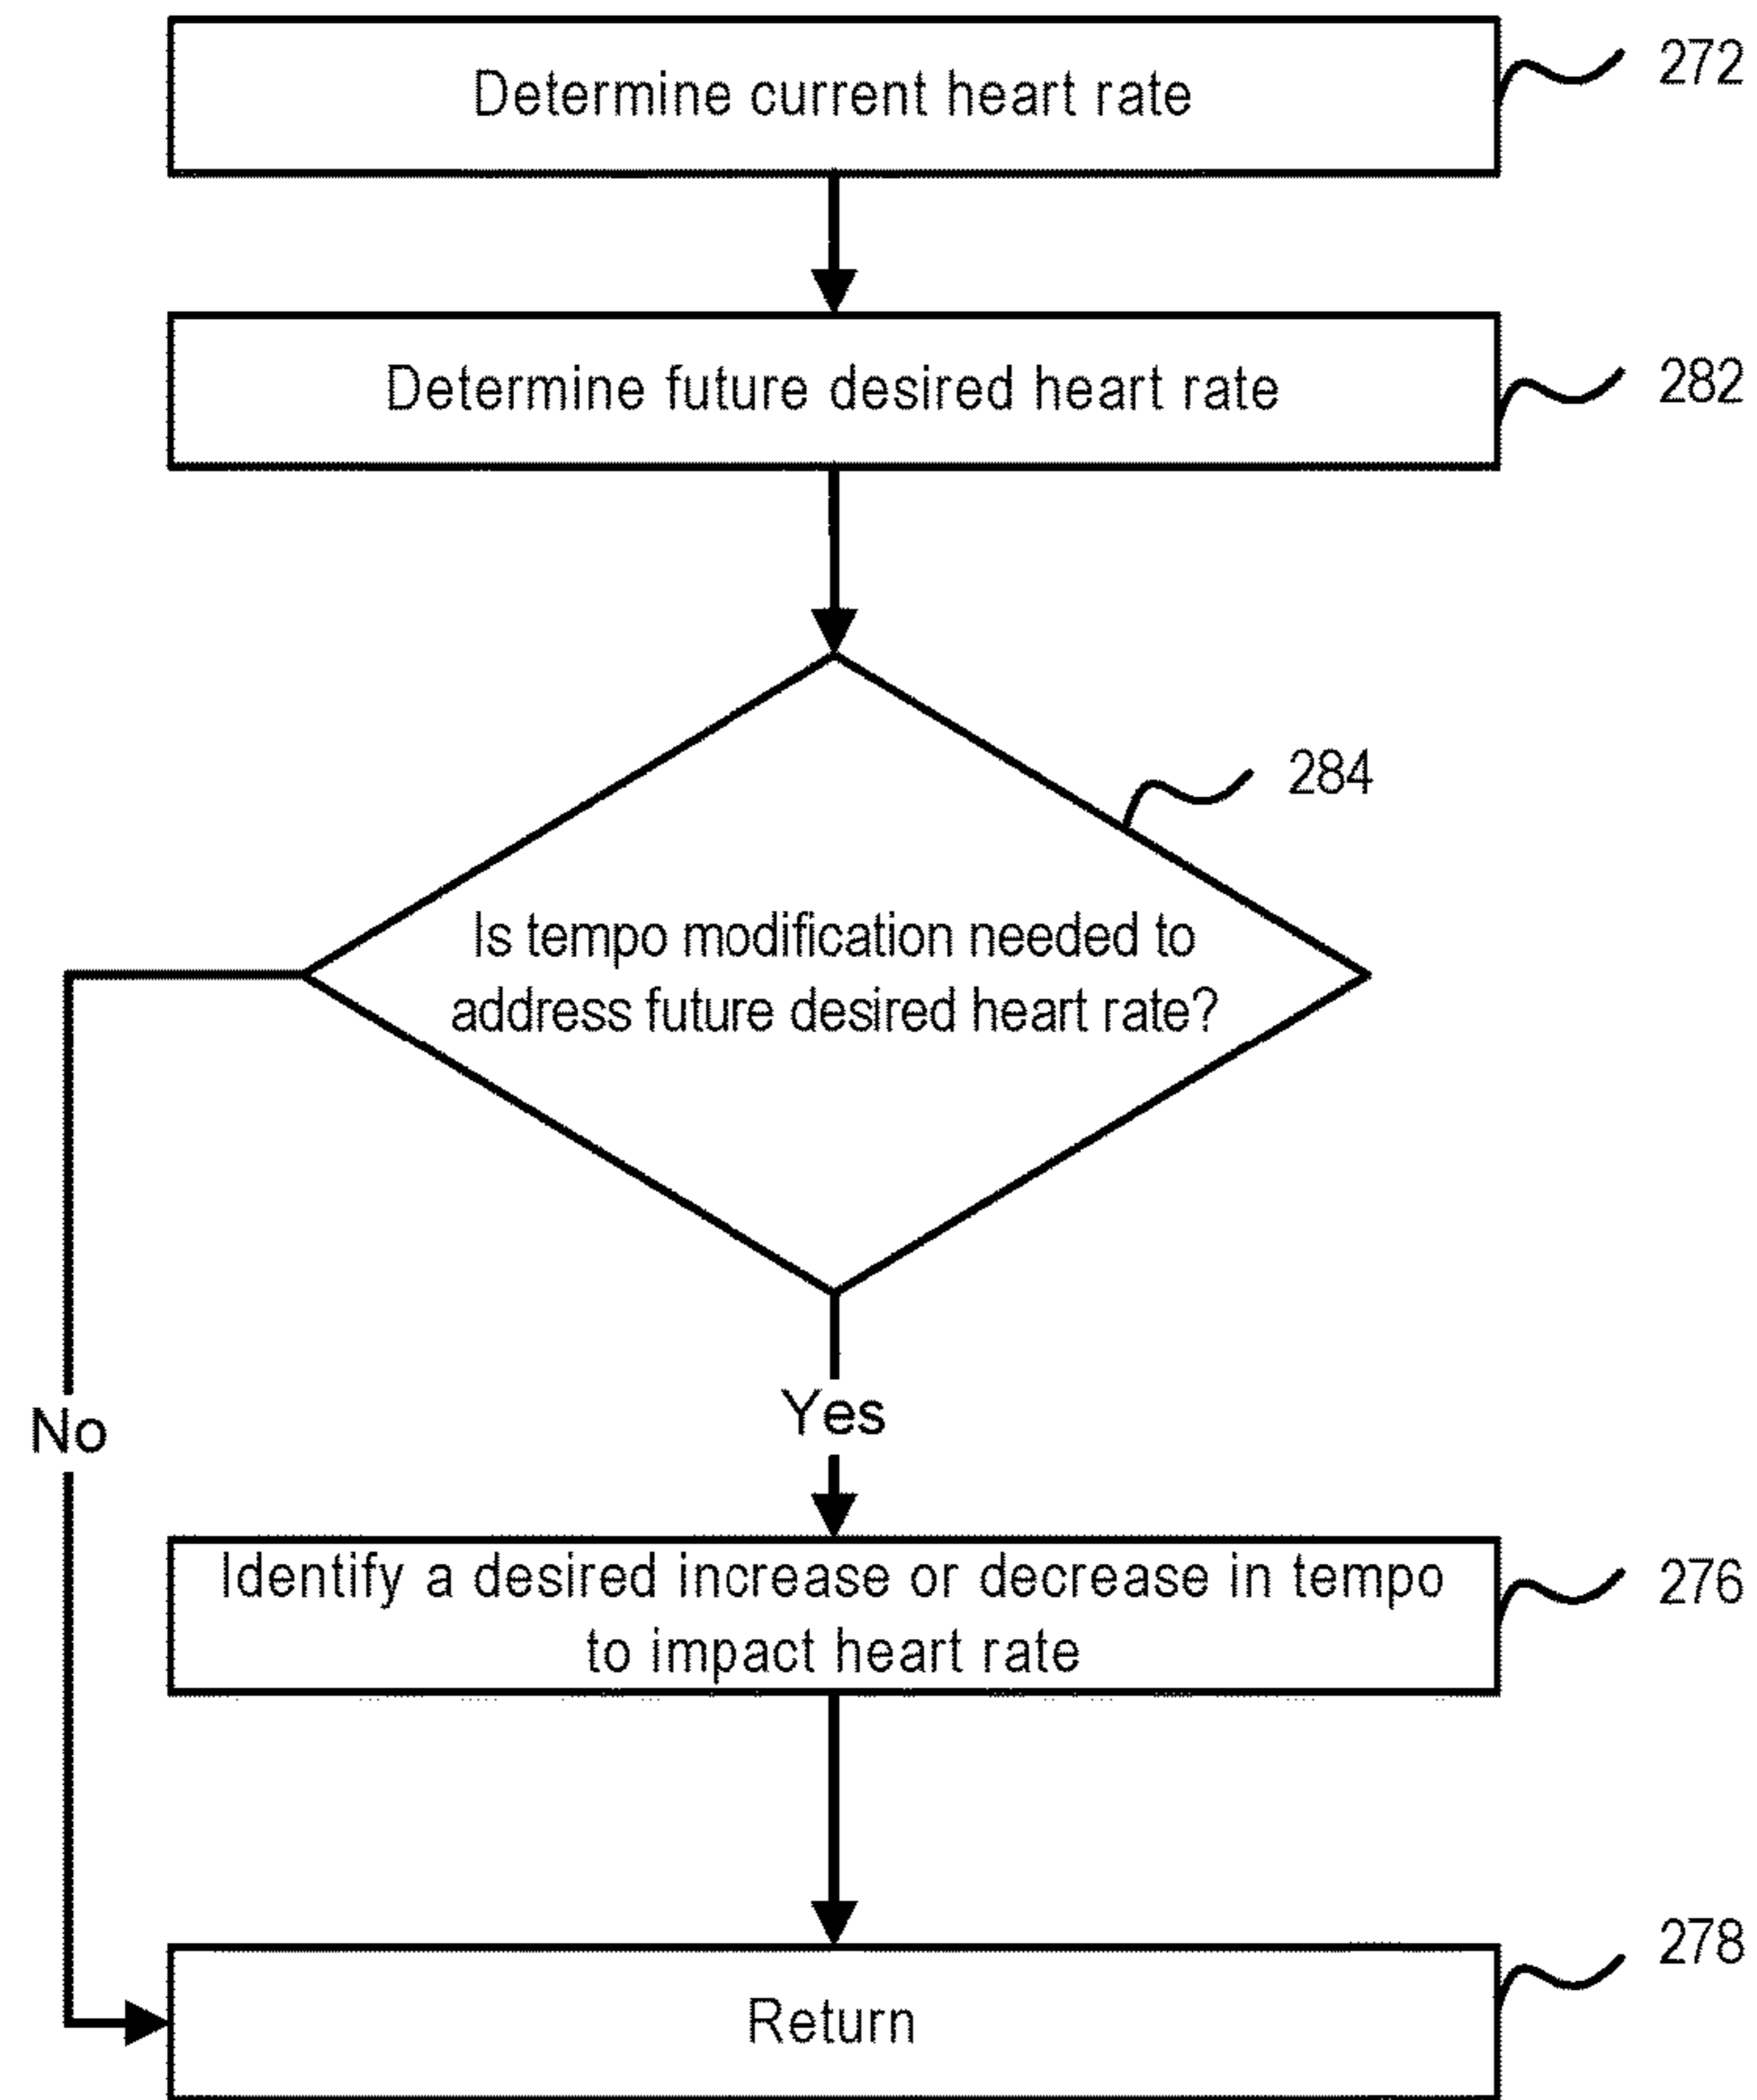 Determine current heart rate
272
Determine future desired heart rate
282
284
Is tempo modification needed to
address future desired heart rate?
No
Yes
Identify a desired increase or decrease in tempo
to impact heart rate
276
278
Return